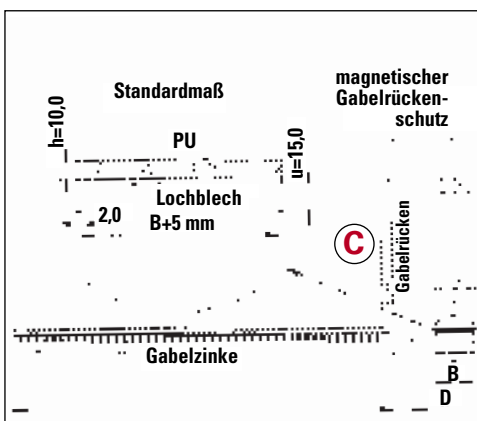 Standardmaß
magnetischer
Gabelrücken-
schutz
h=10,0
PU
u=15,0
Lochblech
2,0
B+5 mm
C
Gabelrücken
Gabelzinke
B
D